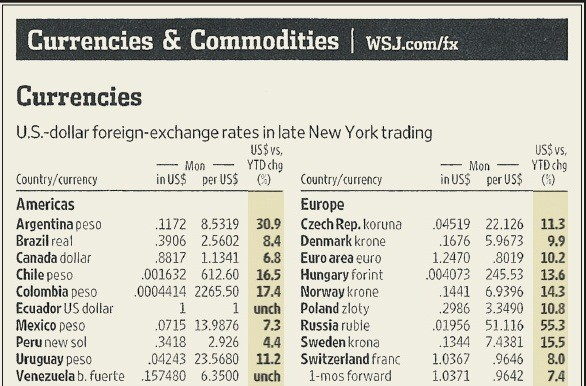 Currencies & Commodities | WSJ.com/fx
Currencies
U.S.-dollar foreign-exchange rates in late New York trading
Country/currency Mon in US$ per US$ US$ vs, YTD chg (%)
Americas
Argentina peso .1172 8.5319 30.9
Brazil real .3906 2.5602 8.4
Canada dollar .8817 1.1341 6.8
Chile peso .001632 612.60 16.5
Colombia peso .0004414 2265.50 17.4
Ecuador US dollar 1 1 unch
Mexico peso .0715 13.9876 7.3
Peru new sol .3418 2.926 4.4
Uruguay peso .04243 23.5680 11.2
Venezuela b. fuerte .157480 6.3500 unch
Country/currency Mon in US$ per US$ US$ vs, YTD chg (%)
Europe
Czech Rep. koruna .04519 22.126 11.3
Denmark krone .1676 5.9673 9.9
Euro area euro 1.2470 .8019 10.2
Hungary forint .004073 245.53 13.6
Norway krone .1441 6.9396 14.3
Poland zloty .2986 3.3490 10.8
Russia ruble .01956 51.116 55.3
Sweden krona .1344 7.4381 15.5
Switzerland franc 1.0367 .9646 8.0
1-mos forward 1.0371 .9642 7.4